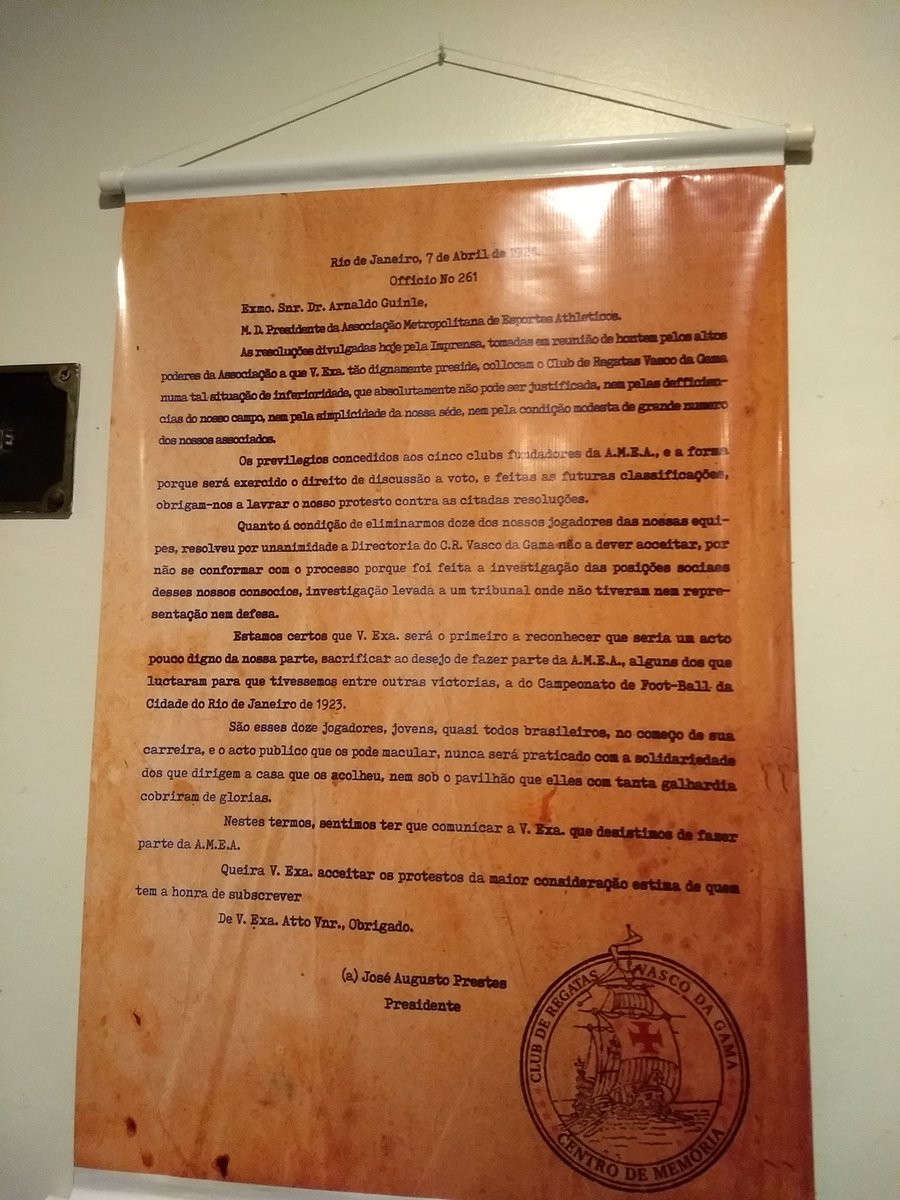 Rio de Janeiro, 7 de Abril de 1924
Officio No 261
Exmo. Snr. Dr. Arnaldo Guinle,
M. D. Presidente da Associação Metropolitana de Esportes Athleticos.
As resoluções divulgadas hoje pela Imprensa, tomadas em reunião de hontem pelos altos
poderes da Associação a que V. Exa. tão dignamente preside, collocam o Club de Regatas Vasco da Gama
numa tal situação de inferioridade, que absolutamente não pode ser justificada, nem pelas defficien-
cias do nosso campo, nem pela simplicidade da nossa séde, nem pela condição modesta de grande numero
dos nossos associados.
Os previlegios concedidos aos cinco clubs fundadores da A.M.E.A., e a forma
porque será exercido o direito de discussão a voto, e feitas as futuras classificações,
obrigam-nos a lavrar o nosso protesto contra as citadas resoluções.
Quanto á condição de eliminarmos doze dos nossos jogadores das nossas equi-
pes, resolveu por unanimidade a Directoria do C.R. Vasco da Gama não a dever acceitar, por
não se conformar com o processo porque foi feita a investigação das posições sociaes
desses nossos consocios, investigação levada a um tribunal onde não tiveram nem repre-
sentação nem defesa.
Estamos certos que V. Exa. será o primeiro a reconhecer que seria um acto
pouco digno da nossa parte, sacrificar ao desejo de fazer parte da A.M.E.A., alguns dos que
luctaram para que tivessemos entre outras victorias, a do Campeonato de Foot-Ball da
Cidade do Rio de Janeiro de 1923.
São esses doze jogadores, jovens, quasi todos brasileiros, no começo de sua
carreira, e o acto publico que os pode macular, nunca será praticado com a solidariedade
dos que dirigem a casa que os acolheu, nem sob o pavilhão que elles com tanta galhardia
cobriram de glorias.
Nestes termos, sentimos ter que comunicar a V. Exa. que desistimos de fazer
parte da A.M.E.A.
Queira V. Exa. acceitar os protestos da maior consideração estima de quem
tem a honra de subscrever
De V. Exa. Atto Vnr., Obrigado.
(a) José Augusto Prestes
Presidente
CLUB DE REGATAS VASCO DA GAMA
CENTRO DE MEMÓRIA